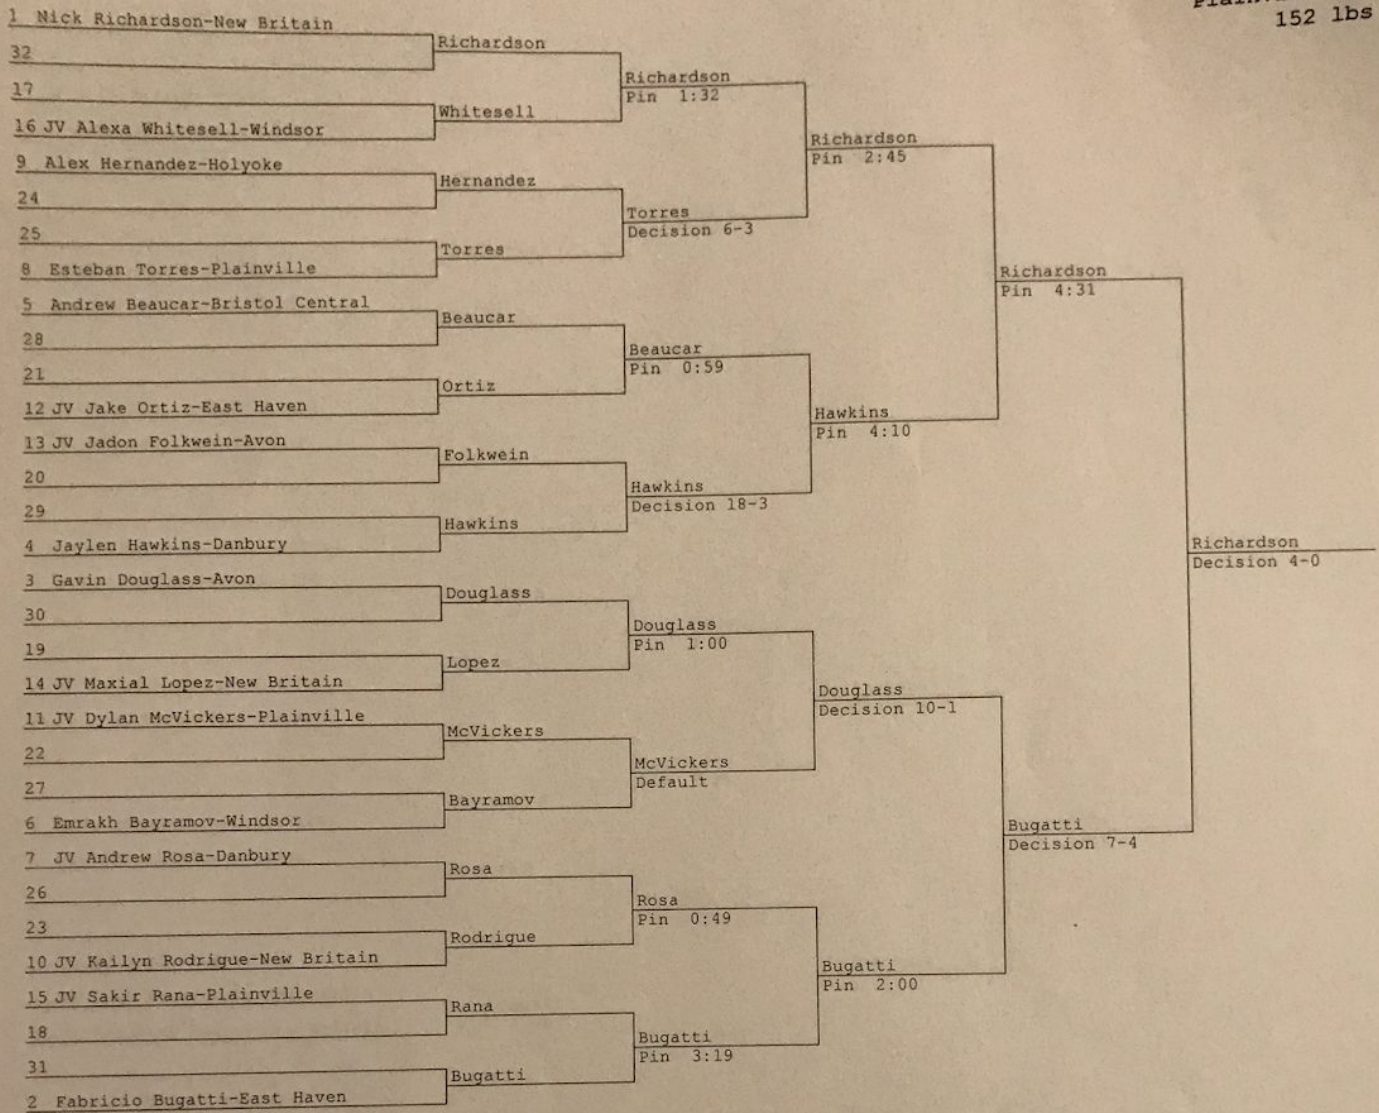 152 lbs
1 Nick Richardson-New Britain
32
17
16 JV Alexa Whitesell-Windsor
9 Alex Hernandez-Holyoke
24
25
8 Esteban Torres-Plainville
5 Andrew Beaucar-Bristol Central
28
21
12 JV Jake Ortiz-East Haven
13 JV Jadon Folkwein-Avon
20
29
4 Jaylen Hawkins-Danbury
3 Gavin Douglass-Avon
30
19
14 JV Maxial Lopez-New Britain
11 JV Dylan McVickers-Plainville
22
27
6 Emrakh Bayramov-Windsor
7 JV Andrew Rosa-Danbury
26
23
10 JV Kailyn Rodrigue-New Britain
15 JV Sakir Rana-Plainville
18
31
2 Fabricio Bugatti-East Haven
Richardson
Whitesell
Hernandez
Torres
Beaucar
Ortiz
Folkwein
Hawkins
Douglass
Lopez
McVickers
Bayramov
Rosa
Rodrigue
Rana
Bugatti
Richardson
Pin 1:32
Torres
Decision 6-3
Beaucar
Pin 0:59
Hawkins
Decision 18-3
Douglass
Pin 1:00
McVickers
Default
Rosa
Pin 0:49
Bugatti
Pin 3:19
Richardson
Pin 2:45
Hawkins
Pin 4:10
Douglass
Decision 10-1
Bugatti
Pin 2:00
Richardson
Pin 4:31
Bugatti
Decision 7-4
Richardson
Decision 4-0